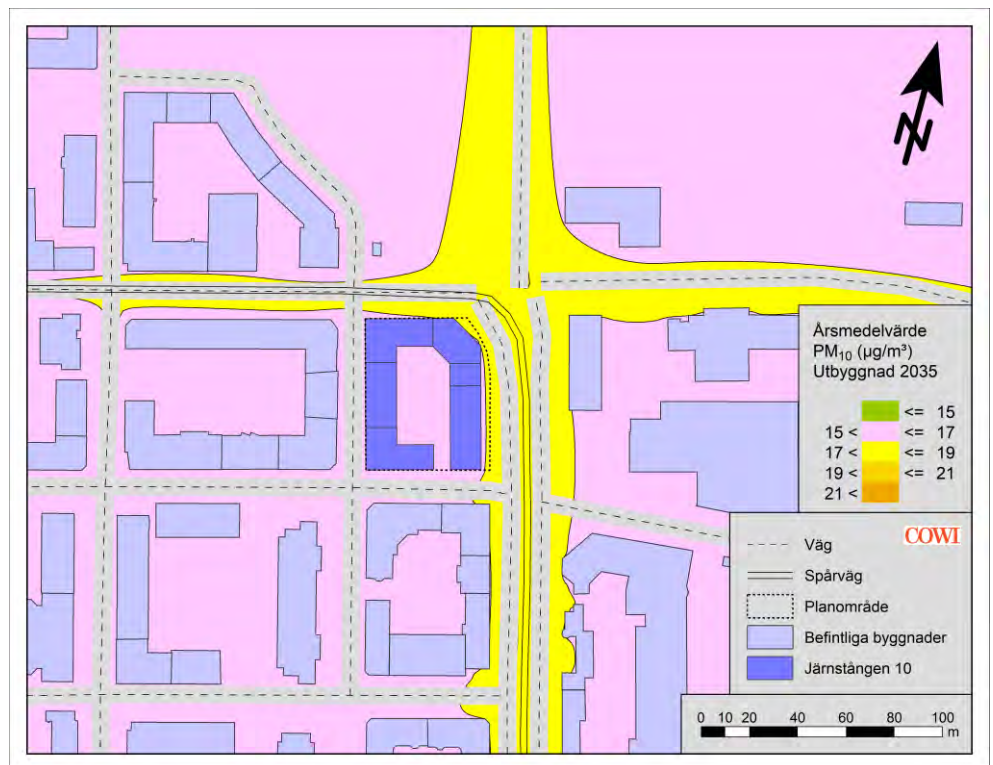 Årsmedelvärde
PM₁₀ (µg/m³)
Utbyggnad 2035
<= 15
15 < <= 17
17 < <= 19
19 < <= 21
21 <
COWI
Väg
Spårväg
Planområde
Befintliga byggnader
Järnstången 10
0 10 20 40 60 80 100
m
N